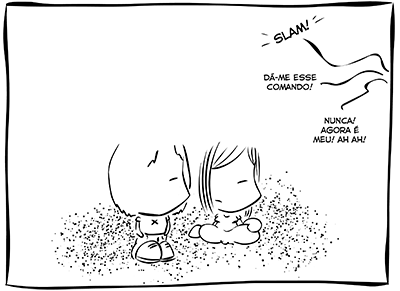 SLAM!
DÁ-ME ESSE
COMANDO!
NUNCA!
AGORA É
MEU! AH AH!